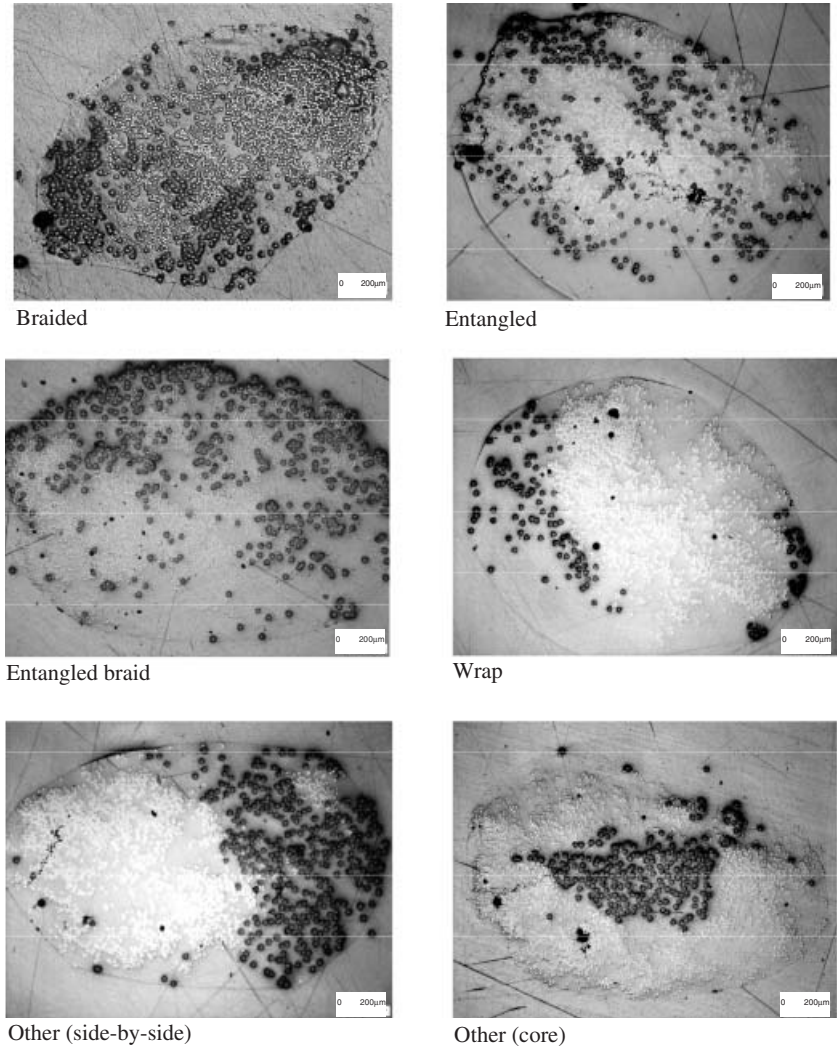 0 200μm
0 200μm
Braided
Entangled
0 200μm
0 200μm
Entangled braid
Wrap
0 200μm
0 200μm
Other (side-by-side)
Other (core)